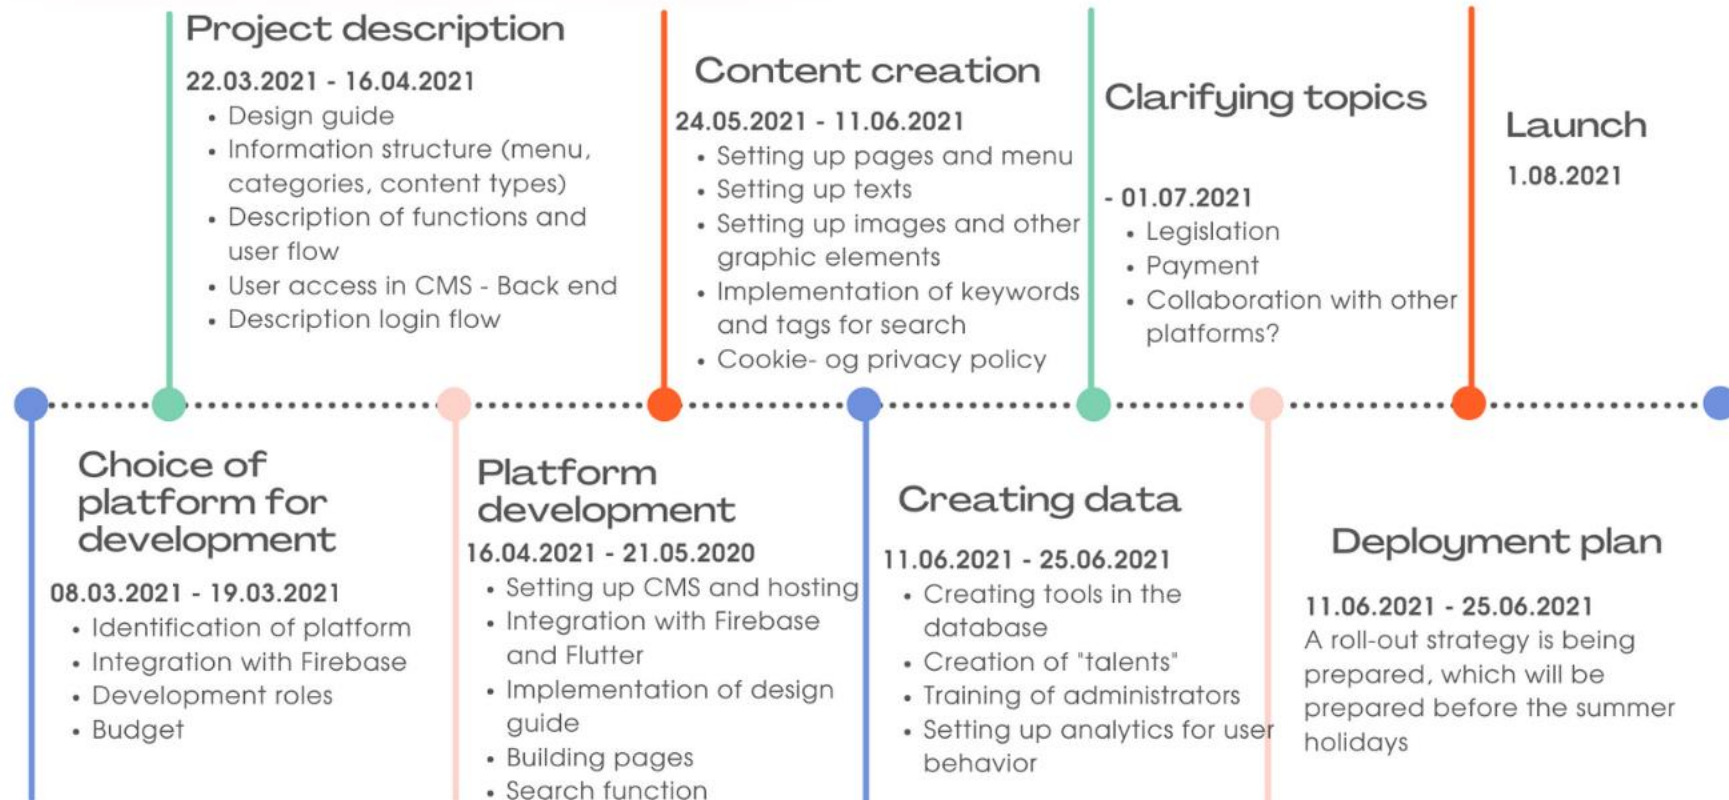 Project description
22.03.2021 - 16.04.2021
• Design guide
• Information structure (menu,
categories, content types)
• Description of functions and
user flow
• User access in CMS - Back end
• Description login flow
Content creation
24.05.2021 - 11.06.2021
• Setting up pages and menu
• Setting up texts
• Setting up images and other
graphic elements
• Implementation of keywords
and tags for search
• Cookie- og privacy policy
Clarifying topics
- 01.07.2021
• Legislation
• Payment
• Collaboration with other
platforms?
Launch
1.08.2021
Choice of
platform for
development
08.03.2021 - 19.03.2021
• Identification of platform
• Integration with Firebase
• Development roles
• Budget
Platform
development
16.04.2021 - 21.05.2020
• Setting up CMS and hosting
• Integration with Firebase
and Flutter
• Implementation of design
guide
• Building pages
• Search function
Creating data
11.06.2021 - 25.06.2021
• Creating tools in the
database
• Creation of "talents"
• Training of administrators
• Setting up analytics for user
behavior
Deployment plan
11.06.2021 - 25.06.2021
A roll-out strategy is being
prepared, which will be
prepared before the summer
holidays